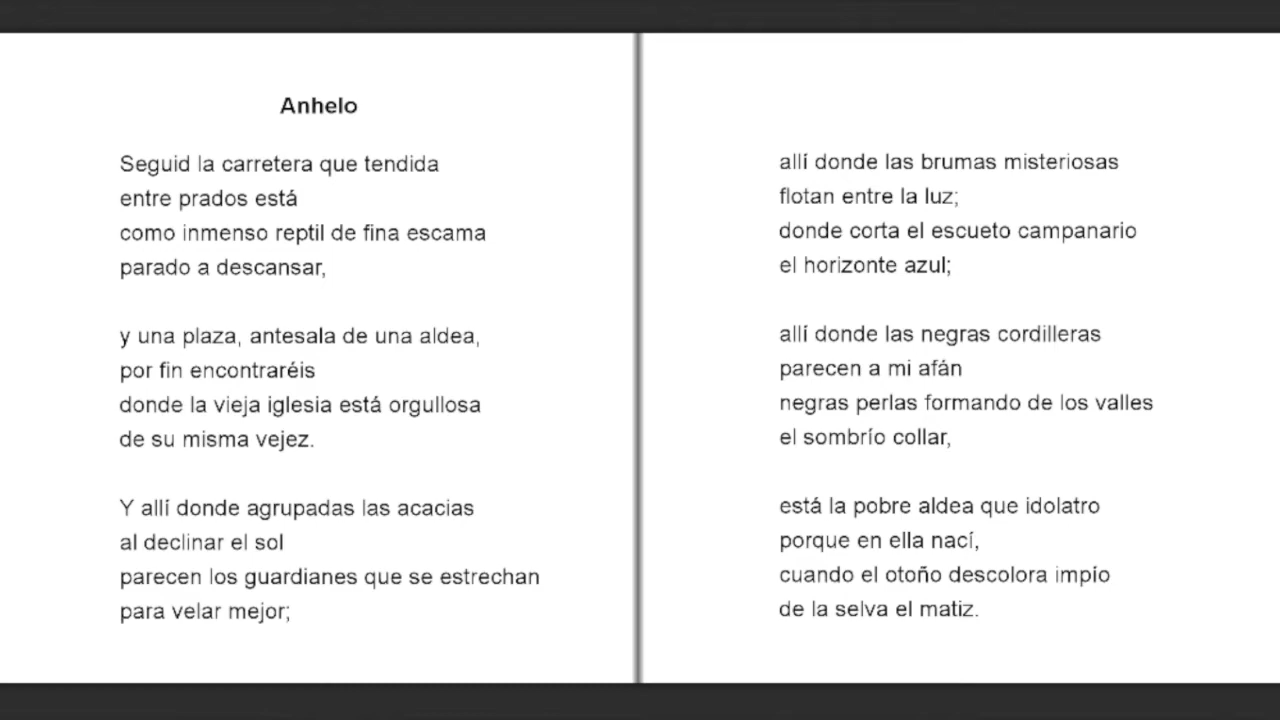 Anhelo
Seguid la carretera que tendida
entre prados está
como inmenso reptil de fina escama
parado a descansar,
y una plaza, antesala de una aldea,
por fin encontraréis
donde la vieja iglesia está orgullosa
de su misma vejez.
Y allí donde agrupadas las acacias
al declinar el sol
parecen los guardianes que se estrechan
para velar mejor;
allí donde las brumas misteriosas
flotan entre la luz;
donde corta el escueto campanario
el horizonte azul;
allí donde las negras cordilleras
parecen a mi afán
negras perlas formando de los valles
el sombrío collar,
está la pobre aldea que idolatro
porque en ella nací,
cuando el otoño descolora impío
de la selva el matiz.